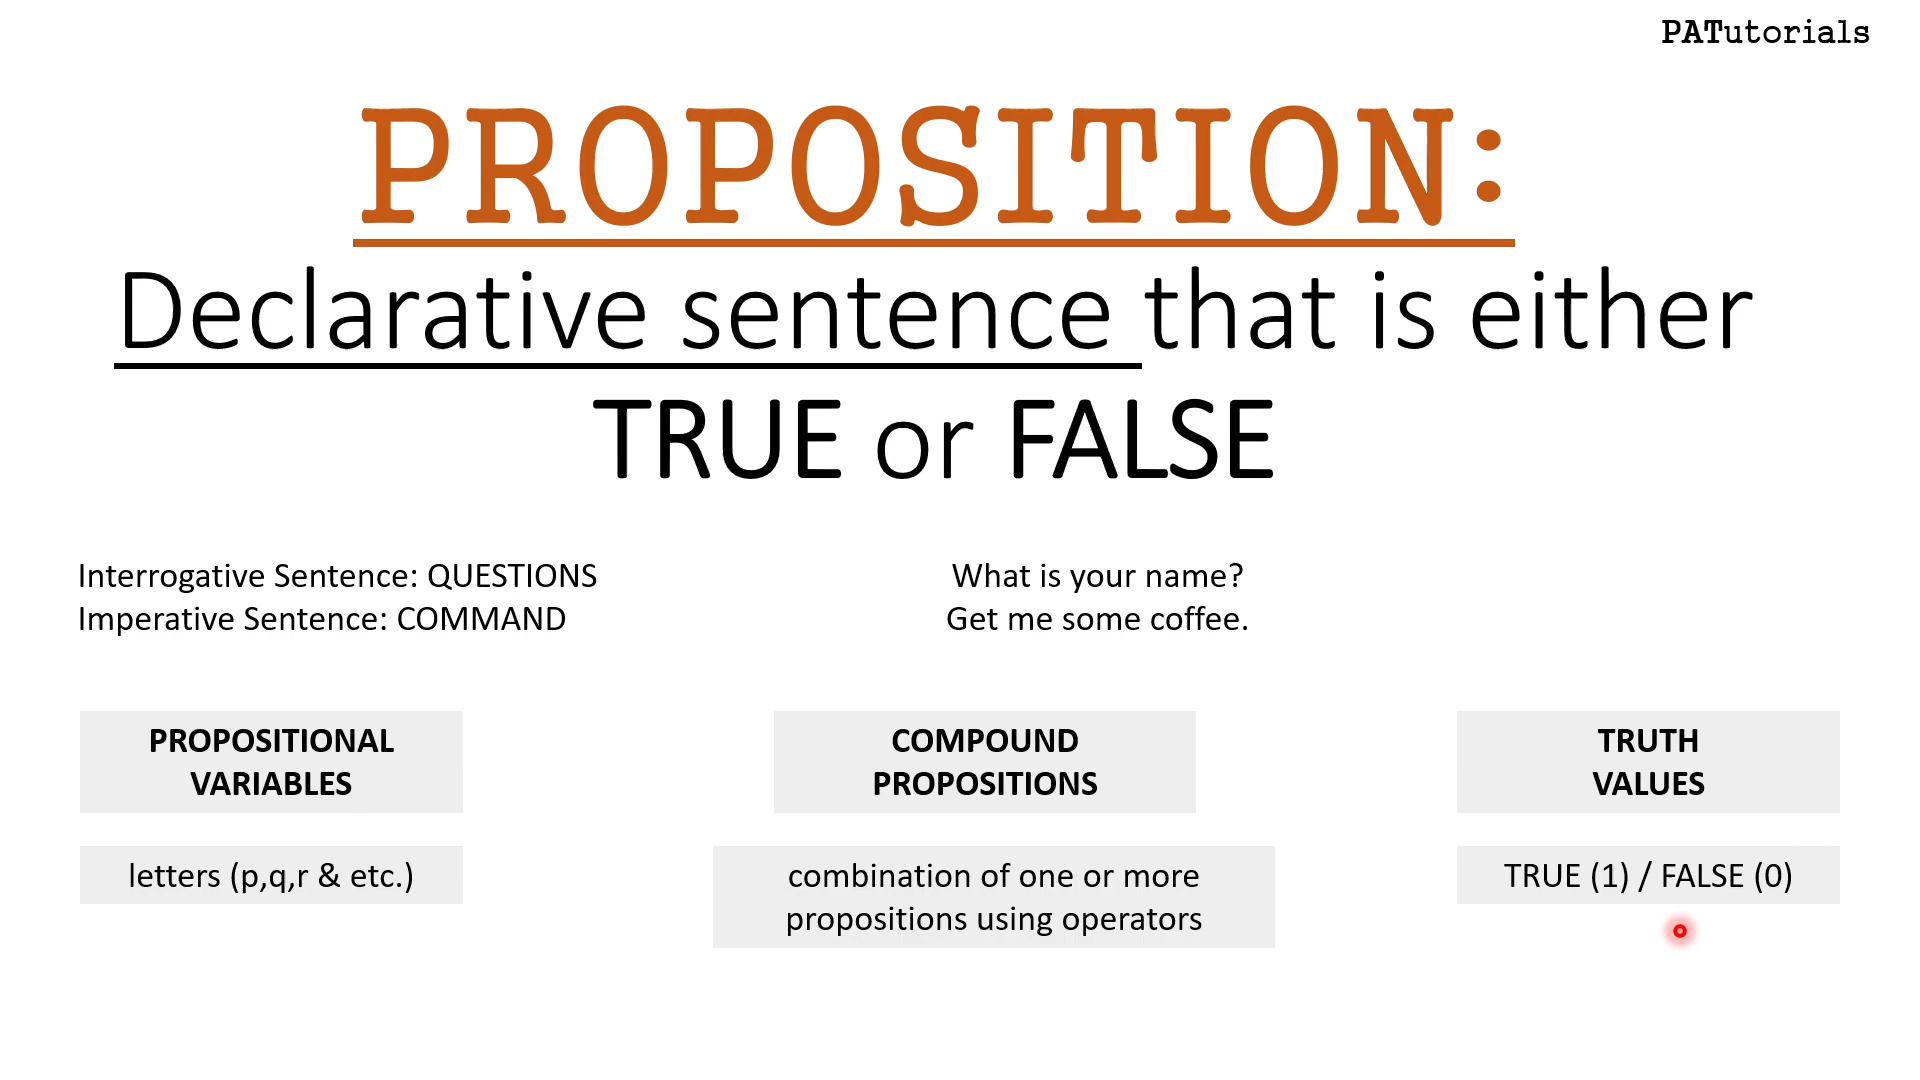 PATutorials
PROPOSITION:
Declarative sentence that is either
TRUE or FALSE
Interrogative Sentence: QUESTIONS
What is your name?
Imperative Sentence: COMMAND
Get me some coffee.
PROPOSITIONAL
VARIABLES
letters (p,q,r & etc.)
COMPOUND
PROPOSITIONS
combination of one or more
propositions using operators
TRUTH
VALUES
TRUE (1) / FALSE (0)